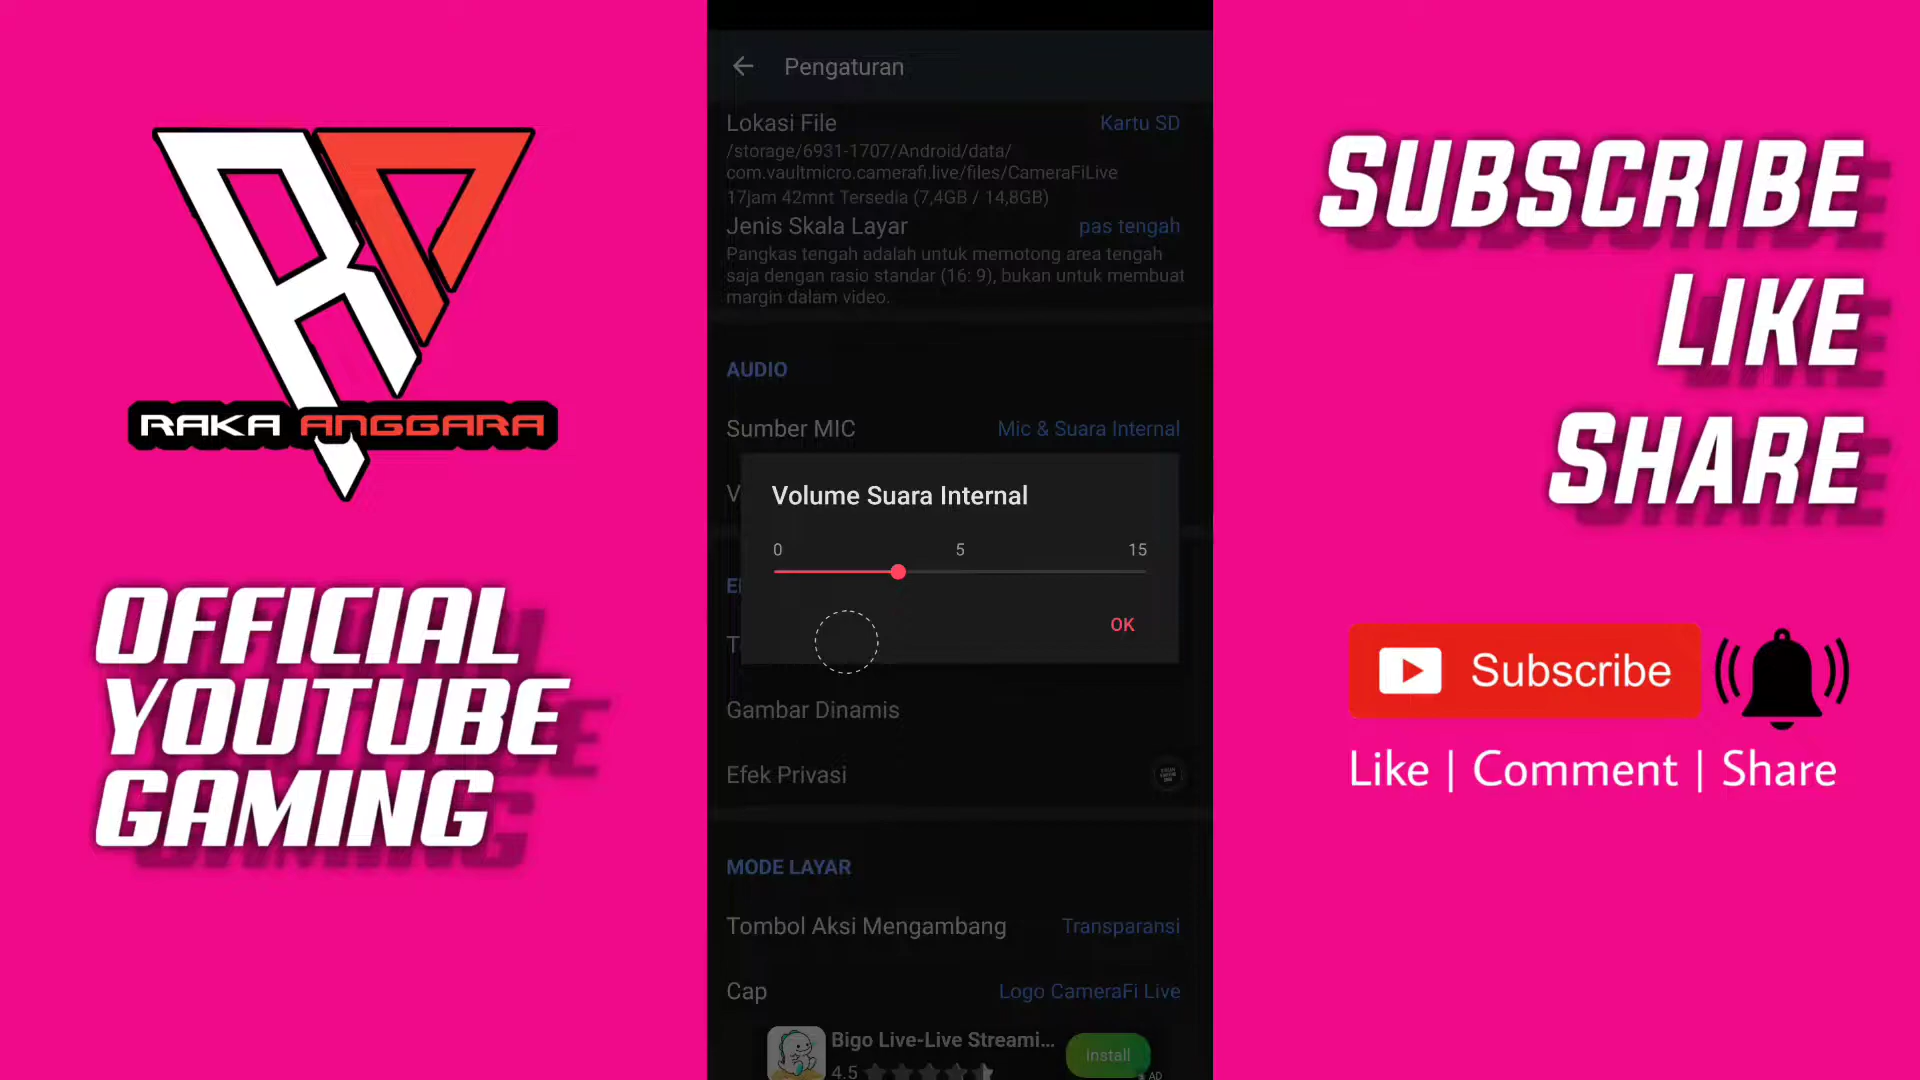 RAKA ANGGARA
OFFICIAL
YOUTUBE
GAMING
Pengaturan
Lokasi File Kartu SD
/storage/6931-1707/Android/data/
com.vaultmicro.camerafi.live/files/CameraFiLive
17jam 42mnt Tersedia (7,4GB / 14,8GB)
Jenis Skala Layar pas tengah
Pangkas tengah adalah untuk memotong area tengah
saja dengan rasio standar (16: 9), bukan untuk membuat
margin dalam video.
AUDIO
Sumber MIC Mic & Suara Internal
V
Volume Suara Internal
0 5 15
OK
Gambar Dinamis
Efek Privasi
MODE LAYAR
Tombol Aksi Mengambang Transparansi
Cap Logo CameraFi Live
Bigo Live-Live Streami...
Install
4.5
AD
SUBSCRIBE
LIKE
SHARE
Subscribe
Like | Comment | Share